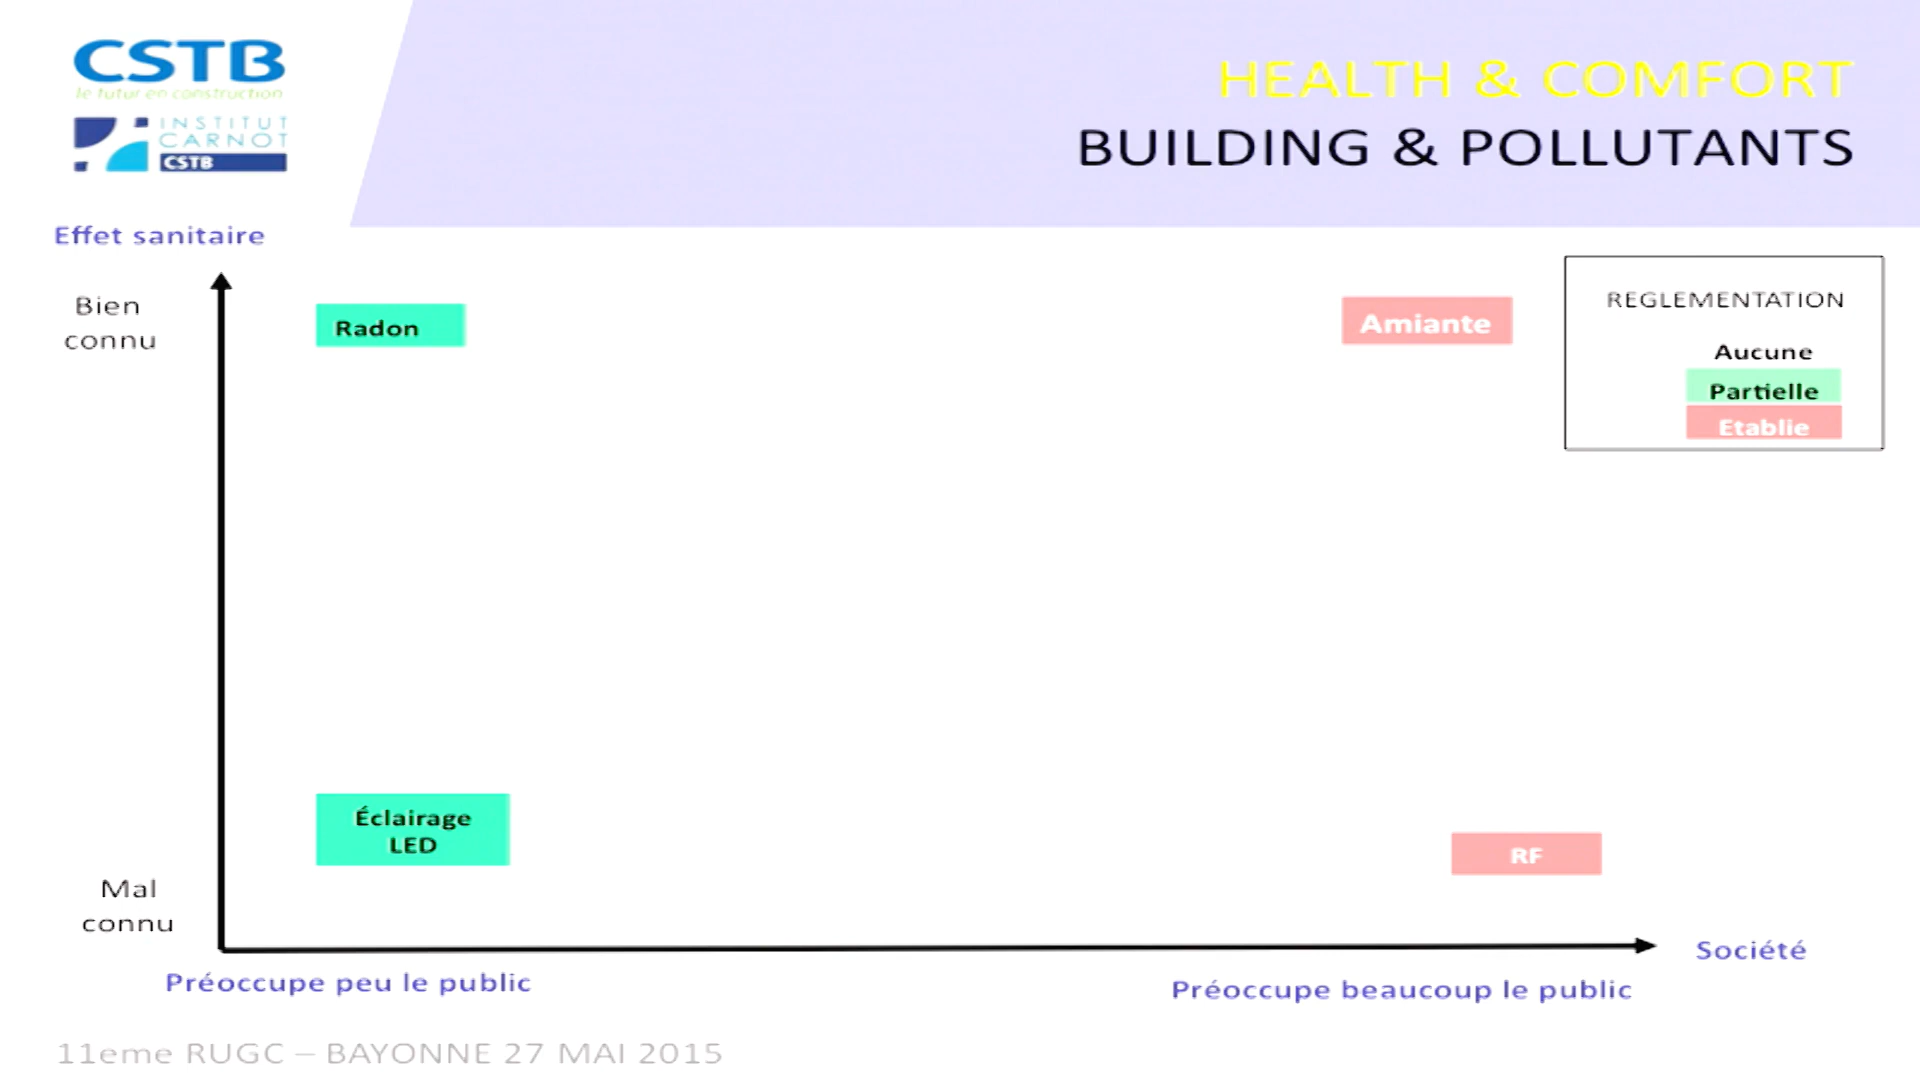 CSTB
le futur en construction
INSTITUT
CARNOT
CSTB
HEALTH & COMFORT
BUILDING & POLLUTANTS
Effet sanitaire
Bien
connu
Radon
Amiante
REGLEMENTATION
Aucune
Partielle
Etablie
Éclairage
LED
RF
Mal
connu
Société
Préoccupe peu le public
Préoccupe beaucoup le public
11eme RUGC – BAYONNE 27 MAI 2015